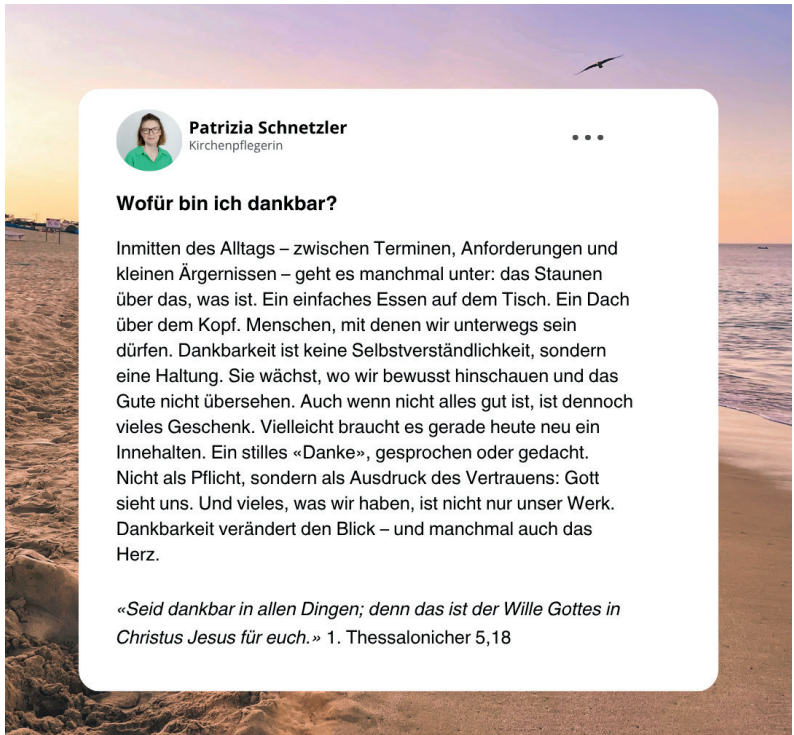 Patrizia Schnetzler
Kirchenpflegerin
Wofür bin ich dankbar?
Inmitten des Alltags – zwischen Terminen, Anforderungen und
kleinen Ärgernissen – geht es manchmal unter: das Staunen
über das, was ist. Ein einfaches Essen auf dem Tisch. Ein Dach
über dem Kopf. Menschen, mit denen wir unterwegs sein
dürfen. Dankbarkeit ist keine Selbstverständlichkeit, sondern
eine Haltung. Sie wächst, wo wir bewusst hinschauen und das
Gute nicht übersehen. Auch wenn nicht alles gut ist, ist dennoch
vieles Geschenk. Vielleicht braucht es gerade heute neu ein
Innehalten. Ein stilles «Danke», gesprochen oder gedacht.
Nicht als Pflicht, sondern als Ausdruck des Vertrauens: Gott
sieht uns. Und vieles, was wir haben, ist nicht nur unser Werk.
Dankbarkeit verändert den Blick – und manchmal auch das
Herz.
«Seid dankbar in allen Dingen; denn das ist der Wille Gottes in
Christus Jesus für euch.» 1. Thessalonicher 5,18